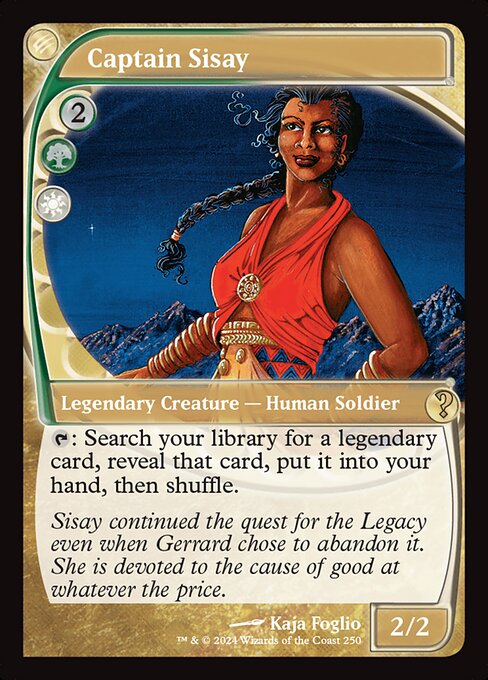 Captain Sisay
2
Legendary Creature — Human Soldier
: Search your library for a legendary
card, reveal that card, put it into your
hand, then shuffle.
Sisay continued the quest for the Legacy
even when Gerrard chose to abandon it.
She is devoted to the cause of good at
whatever the price.
Kaja Foglio
™ & © 2024 Wizards of the Coast 250
2/2